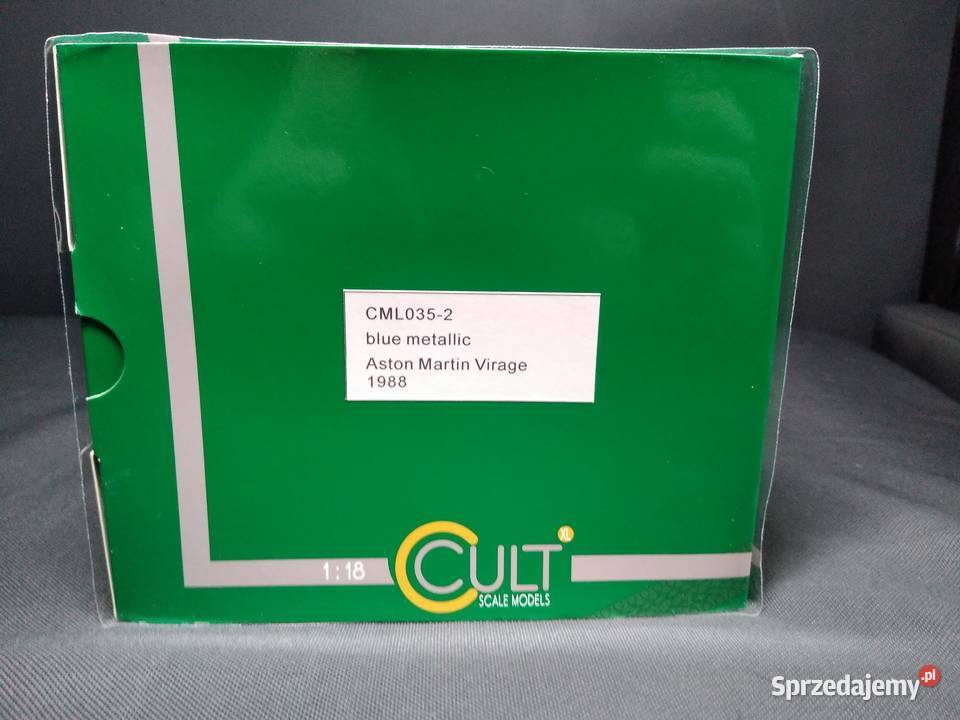 CML035-2
blue metallic
Aston Martin Virage
1988
1:18
CULT XL
SCALE MODELS
Sprzedajemy.pl